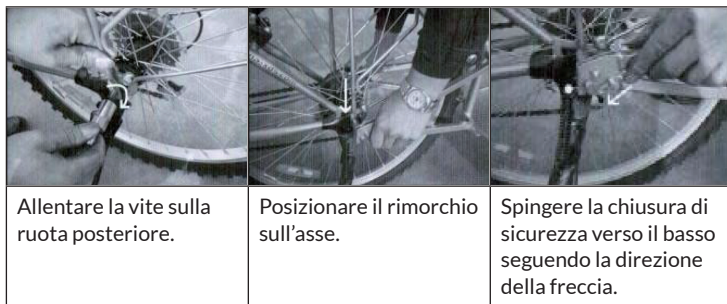 Allentare la vite sulla
ruota posteriore.
Posizionare il rimorchio
sull'asse.
Spingere la chiusura di
sicurezza verso il basso
seguendo la direzione
della freccia.